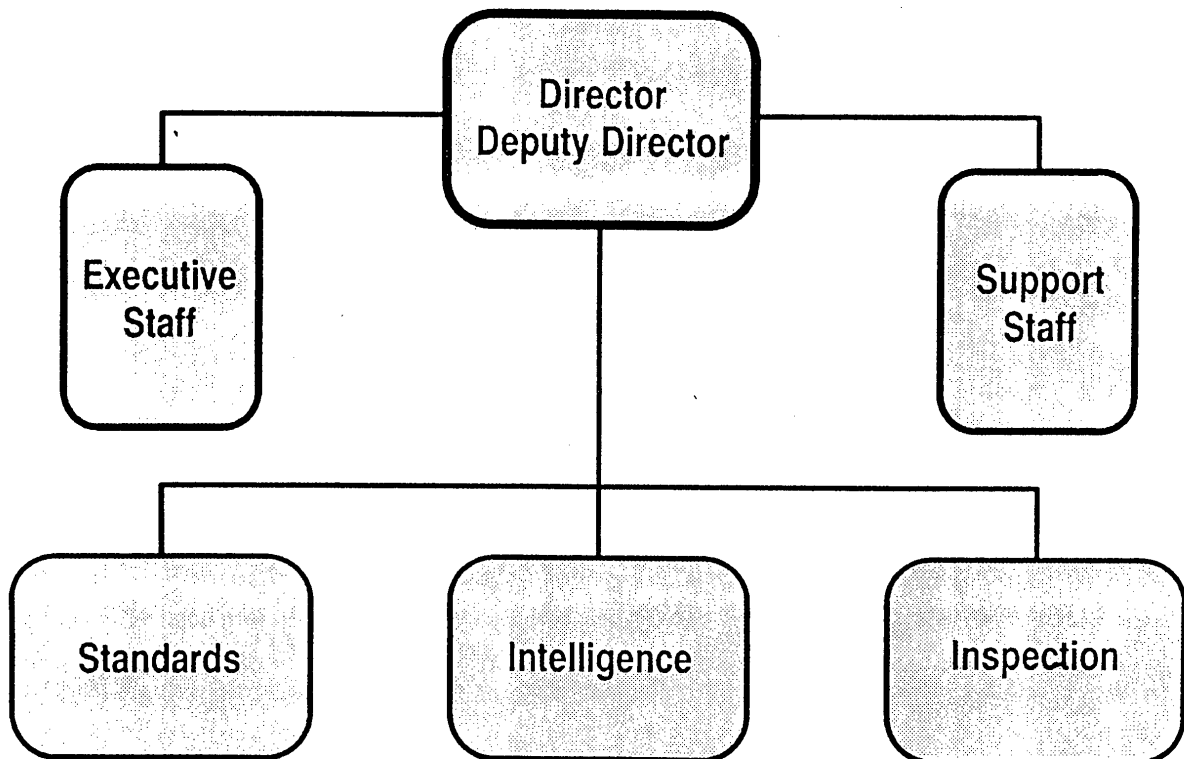 Director
Deputy Director
Executive
Staff
Support
Staff
Standards
Intelligence
Inspection